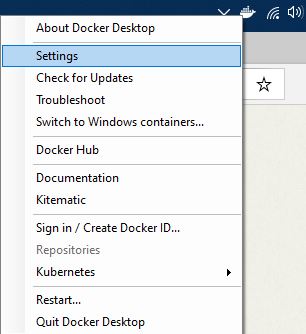 About Docker Desktop
Settings
Check for Updates
Troubleshoot
Switch to Windows containers...
Docker Hub
Documentation
Kitematic
Sign in / Create Docker ID...
Repositories
Kubernetes
Restart...
Quit Docker Desktop